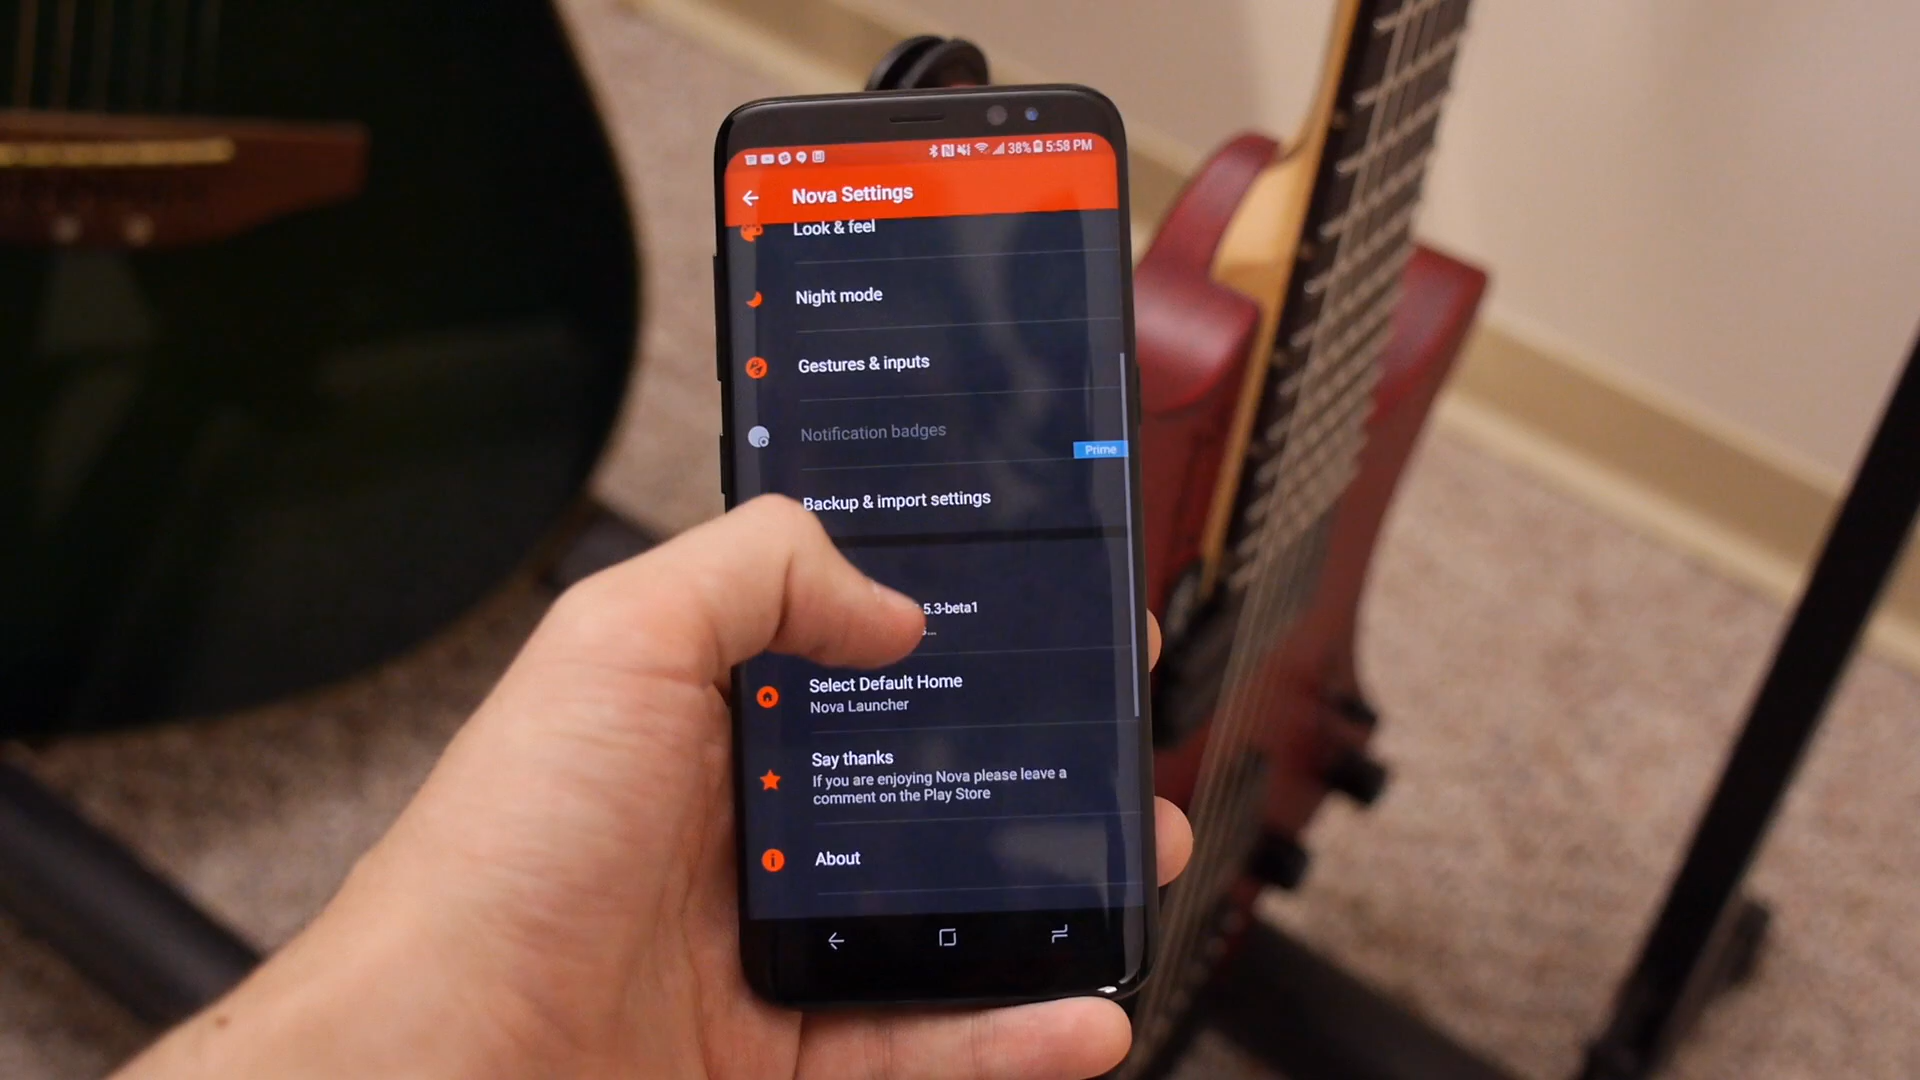 38% 5:58 PM
Nova Settings
Look & feel
Night mode
Gestures & inputs
Notification badges
Prime
Backup & import settings
5.3-beta1
Select Default Home
Nova Launcher
Say thanks
If you are enjoying Nova please leave a
comment on the Play Store
About